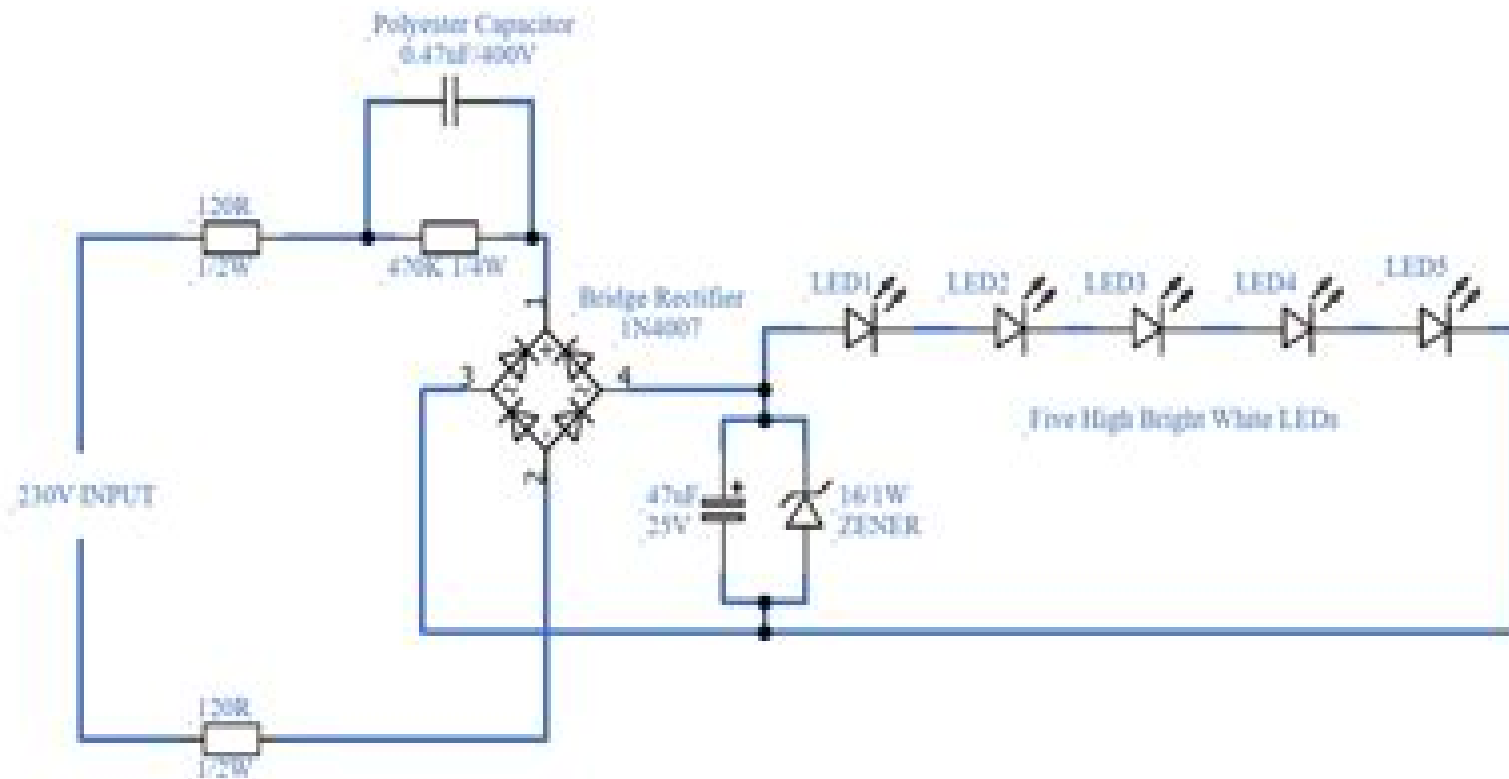 Polyester Capacitor
0.47uF/400V
120R
1/2W
470K 1/4W
Bridge Rectifier
1N4007
1
3
4
2
LED1
LED2
LED3
LED4
LED5
Five High Bright White LEDs
230V INPUT
47uF
25V
+
16/1W
ZENER
120R
1/2W